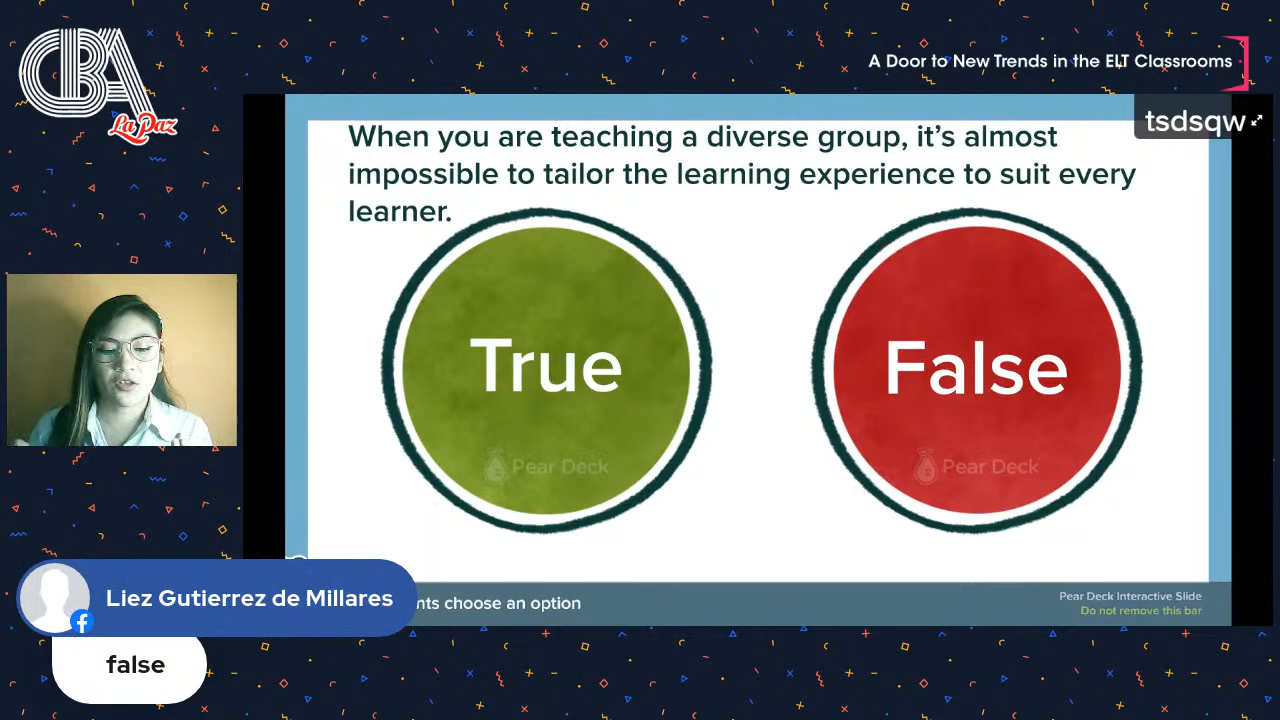 CBA
La Paz
A Door to New Trends in the ELT Classrooms
tsdsqw
When you are teaching a diverse group, it's almost
impossible to tailor the learning experience to suit every
learner.
True
False
Pear Deck
Pear Deck
Liez Gutierrez de Millares
nts choose an option
Pear Deck Interactive Slide
Do not remove this bar
false